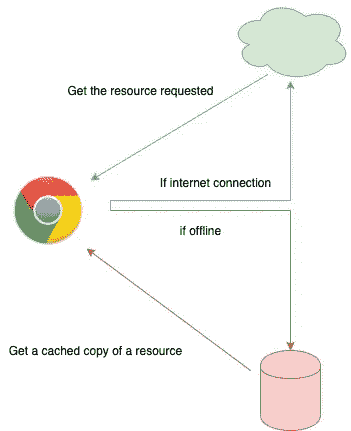 Get the resource requested
If internet connection
if offline
Get a cached copy of a resource